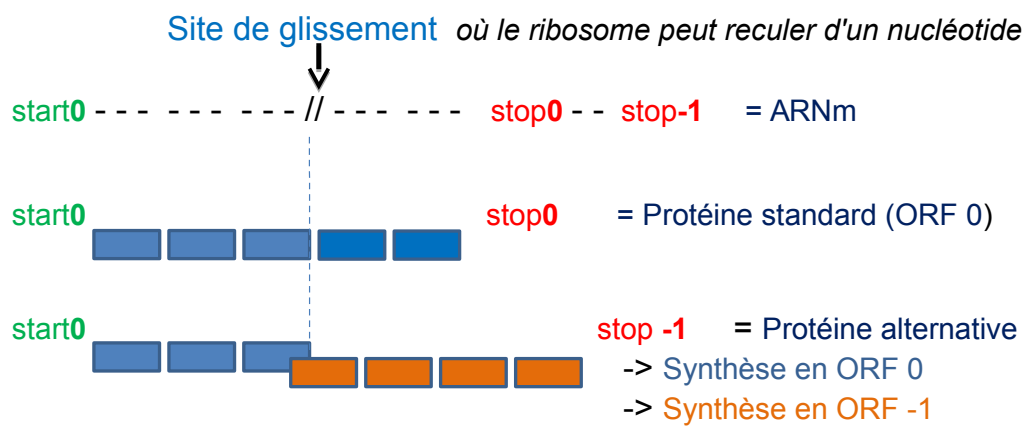 Site de glissement où le ribosome peut reculer d'un nucléotide
start0 - - - - - - - - - - // - - - - - - - stop0 - - stop-1 = ARNm
start0 stop0 = Protéine standard (ORF 0)
start0 stop -1 = Protéine alternative
-> Synthèse en ORF 0
-> Synthèse en ORF -1